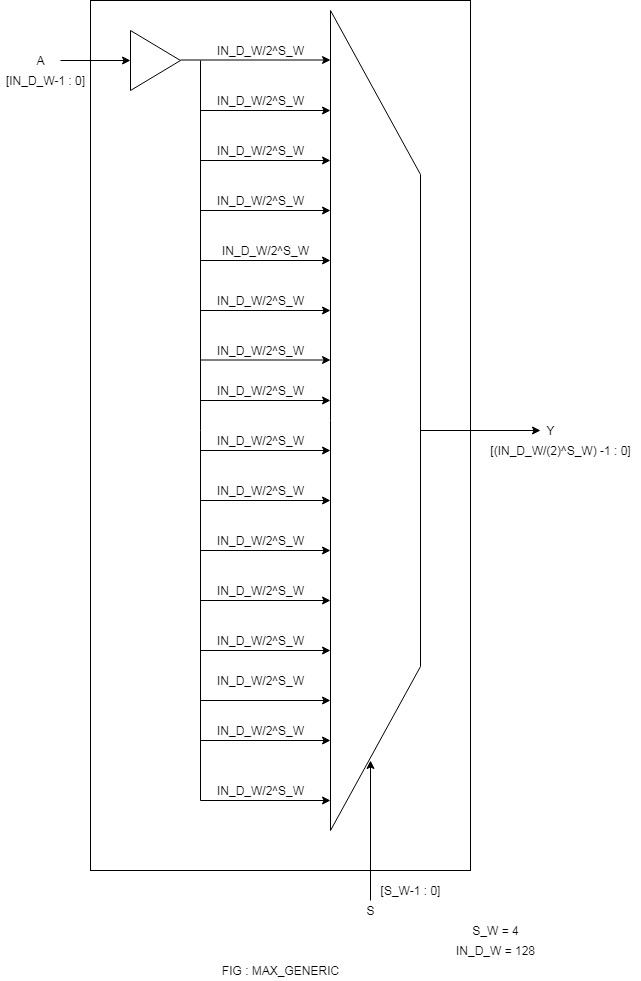 IN_D_W/2^S_W
A
[IN_D_W-1 : 0]
IN_D_W/2^S_W
IN_D_W/2^S_W
IN_D_W/2^S_W
IN_D_W/2^S_W
IN_D_W/2^S_W
IN_D_W/2^S_W
IN_D_W/2^S_W
Y
IN_D_W/2^S_W
[(IN_D_W/(2)^S_W) -1 : 0]
IN_D_W/2^S_W
IN_D_W/2^S_W
IN_D_W/2^S_W
IN_D_W/2^S_W
IN_D_W/2^S_W
IN_D_W/2^S_W
IN_D_W/2^S_W
[S_W-1 : 0]
S
S_W = 4
IN_D_W = 128
FIG : MAX_GENERIC